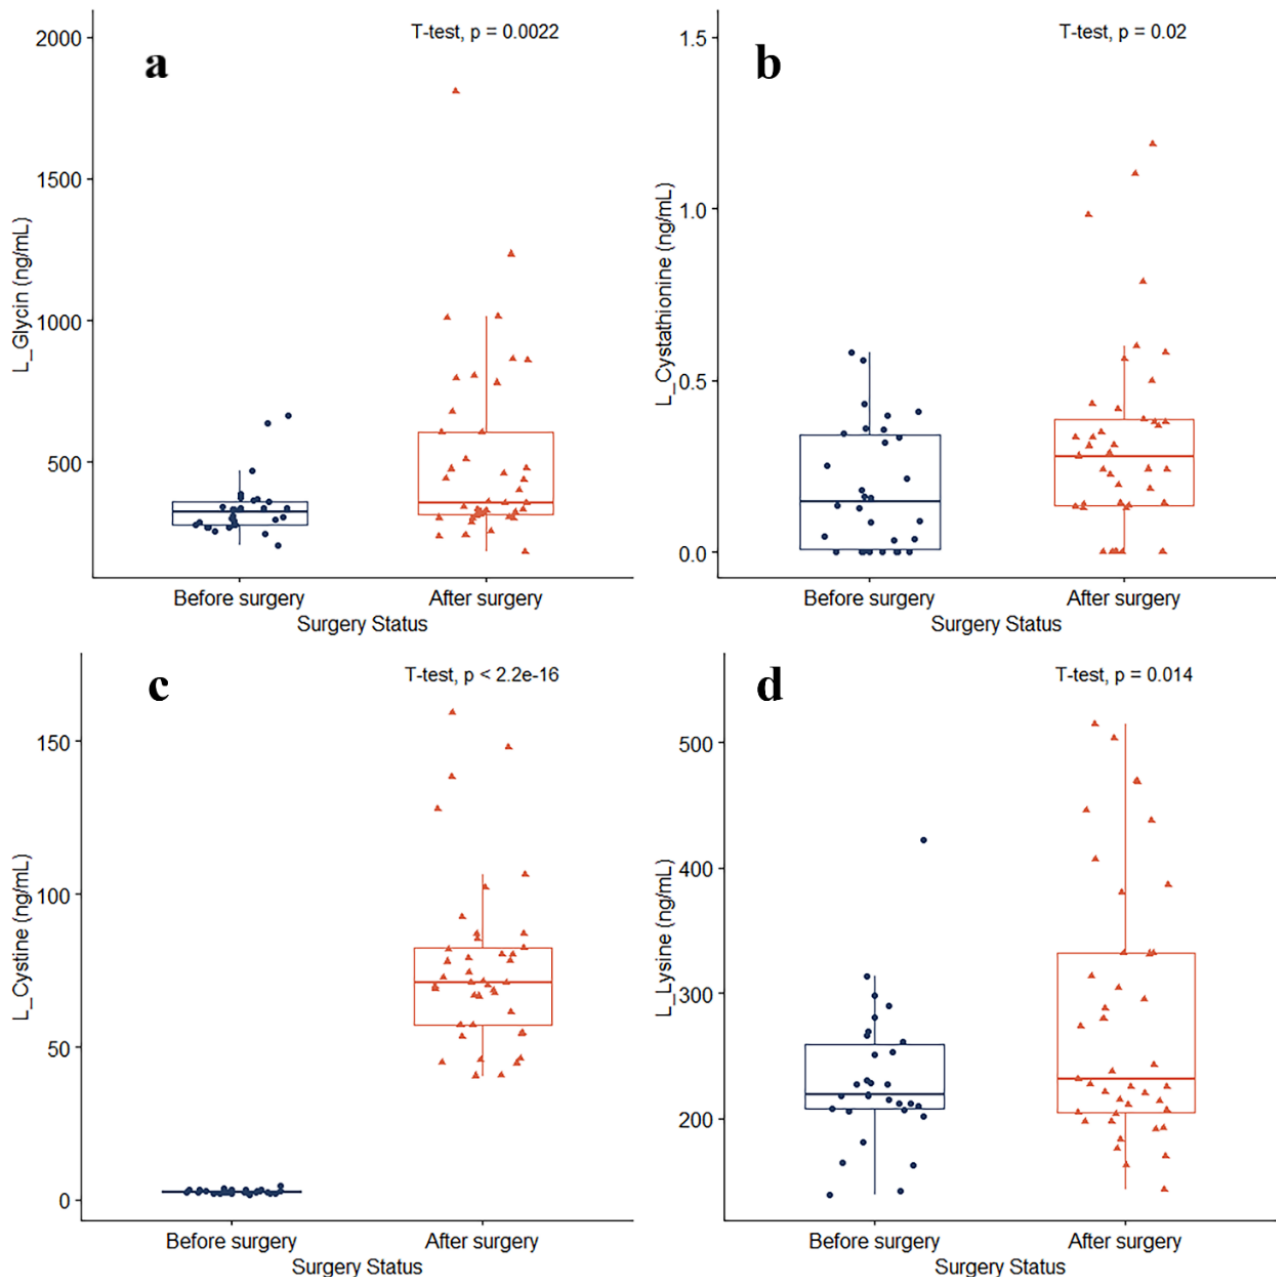 a
T-test, p = 0.0022
2000
1500
1000
500
L_Glycin (ng/mL)
Before surgery
After surgery
Surgery Status
b
T-test, p = 0.02
1.5
1.0
0.5
0.0
L_Cystathionine (ng/mL)
Before surgery
After surgery
Surgery Status
c
T-test, p < 2.2e-16
150
100
50
0
L_Cystine (ng/mL)
Before surgery
After surgery
Surgery Status
d
T-test, p = 0.014
500
400
300
200
L_Lysine (ng/mL)
Before surgery
After surgery
Surgery Status